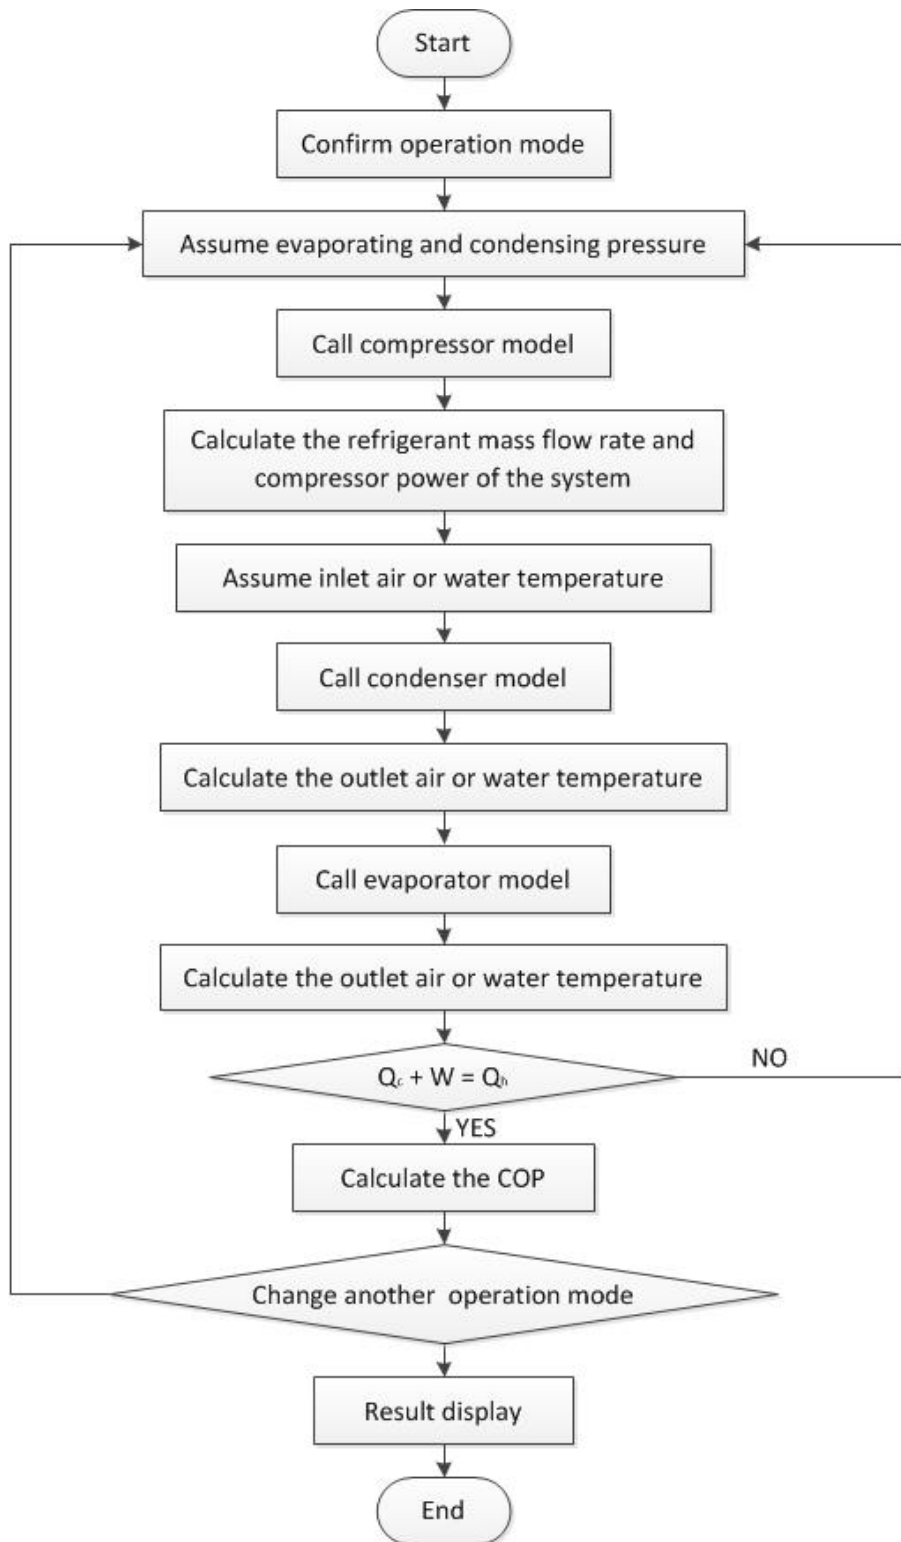 Start
Confirm operation mode
Assume evaporating and condensing pressure
Call compressor model
Calculate the refrigerant mass flow rate and
compressor power of the system
Assume inlet air or water temperature
Call condenser model
Calculate the outlet air or water temperature
Call evaporator model
Calculate the outlet air or water temperature
Qc + W = Qh
NO
YES
Calculate the COP
Change another operation mode
Result display
End